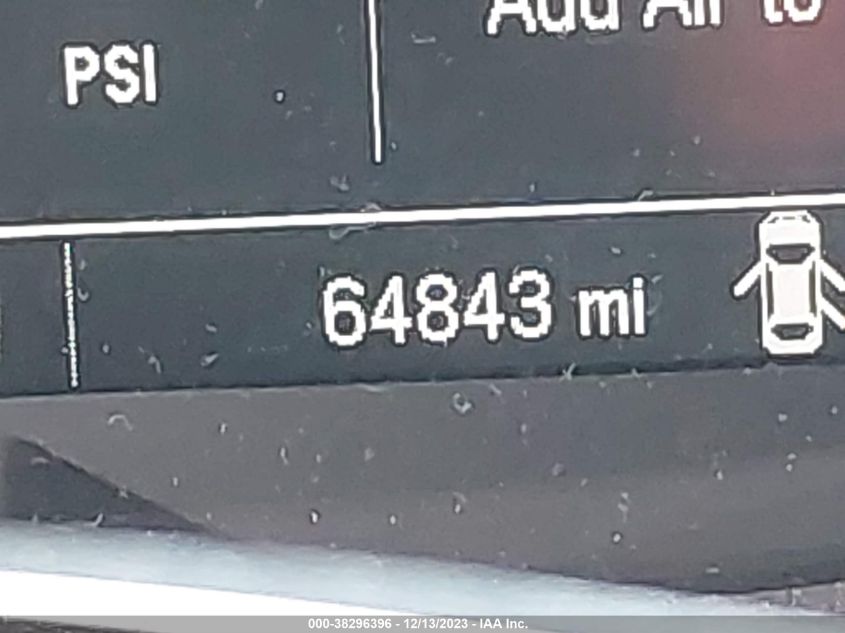 Add Air to
PSI
64843 mi
000-38296396 - 12/13/2023 - IAA Inc.